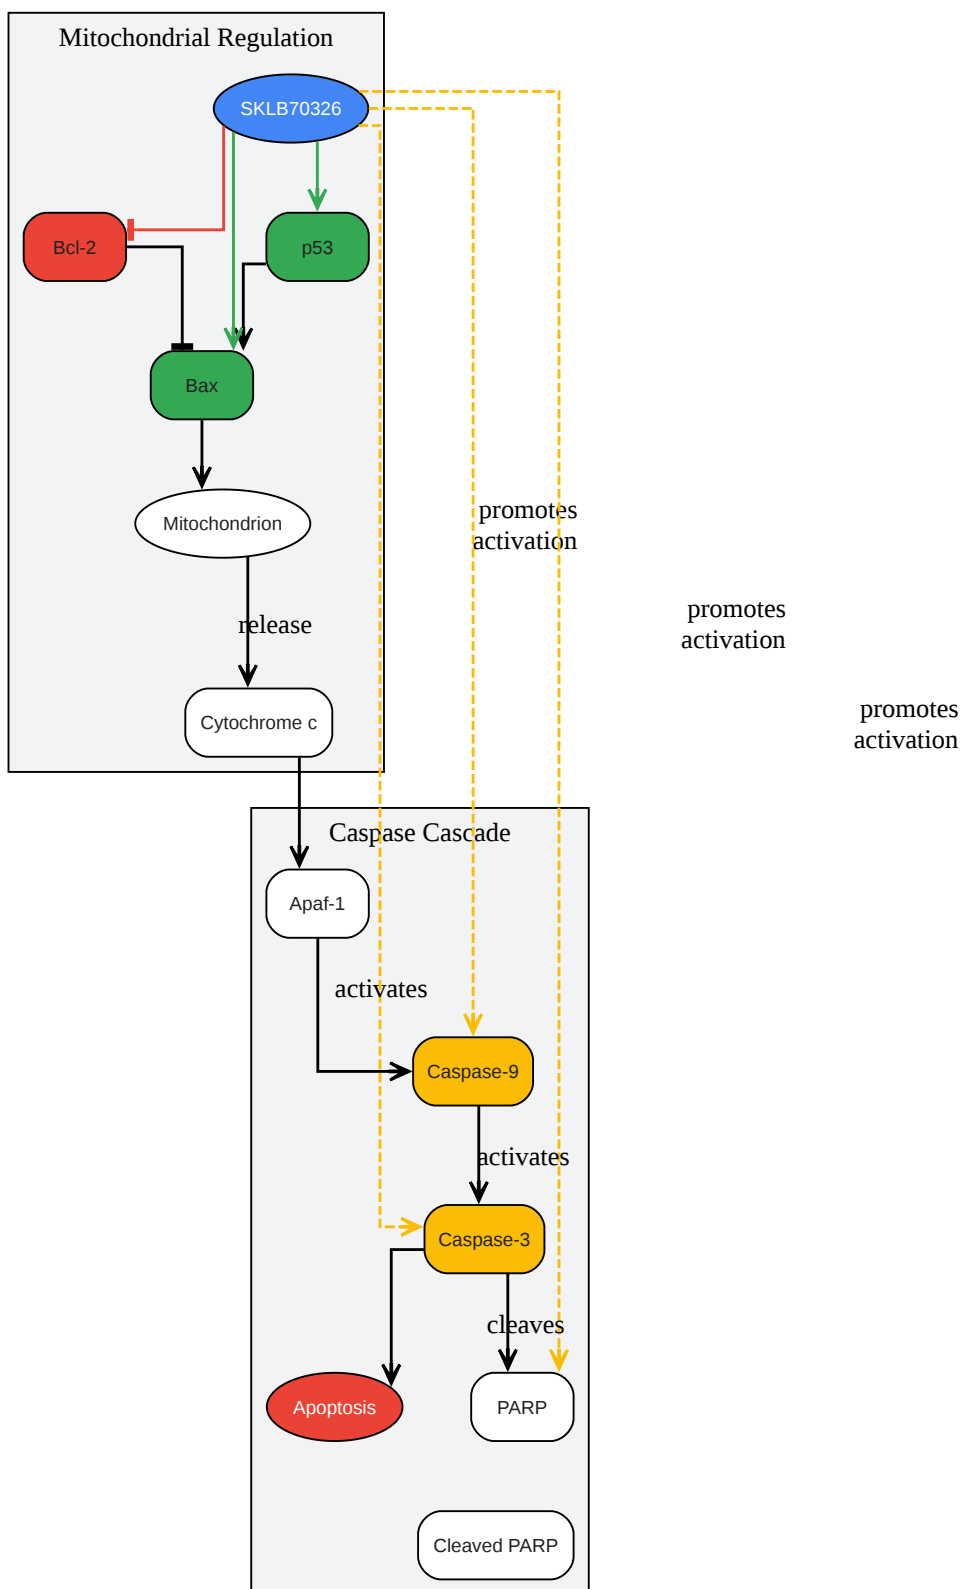 Mitochondrial Regulation
SKLB70326
Bcl-2
p53
Bax
Mitochondrion
promotes
activation
promotes
activation
release
promotes
activation
Cytochrome c
Caspase Cascade
Apaf-1
activates
Caspase-9
activates
Caspase-3
cleaves
Apoptosis
PARP
Cleaved PARP